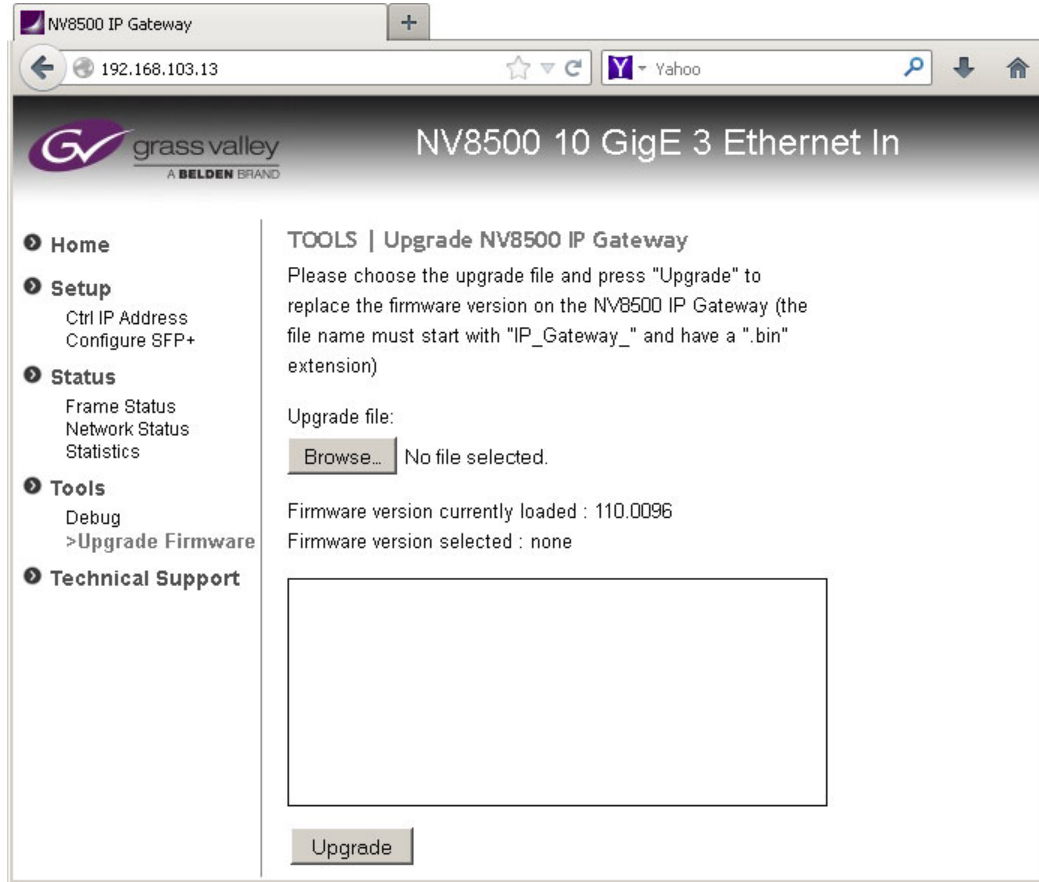 NV8500 IP Gateway
+
192.168.103.13
Y
Yahoo
GV
grass valley
A BELDEN BRAND
NV8500 10 GigE 3 Ethernet In
Home
Setup
Ctrl IP Address
Configure SFP+
Status
Frame Status
Network Status
Statistics
Tools
Debug
>Upgrade Firmware
Technical Support
TOOLS | Upgrade NV8500 IP Gateway
Please choose the upgrade file and press "Upgrade" to
replace the firmware version on the NV8500 IP Gateway (the
file name must start with "IP_Gateway_" and have a ".bin"
extension)
Upgrade file:
Browse... No file selected.
Firmware version currently loaded : 110.0096
Firmware version selected : none
Upgrade